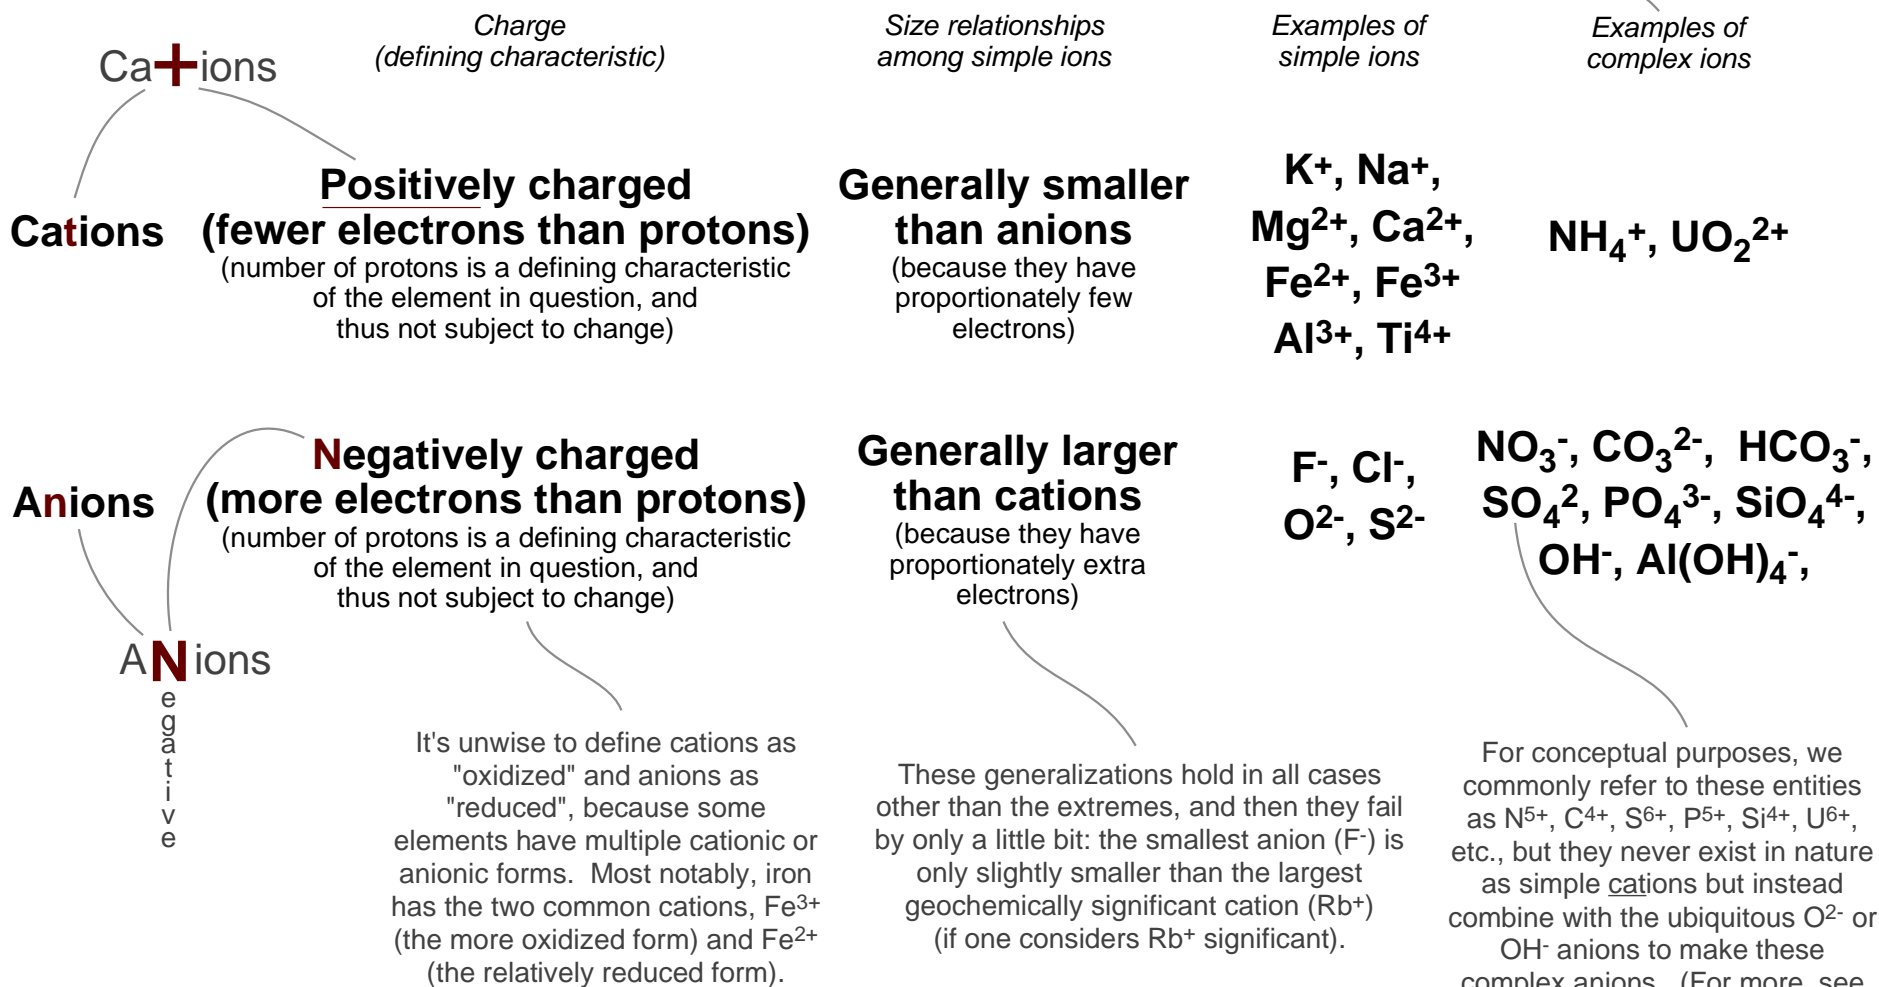 Charge
(defining characteristic)
Size relationships
among simple ions
Examples of
simple ions
Examples of
complex ions
Ca+ions
Cations
Positively charged
(fewer electrons than protons)
(number of protons is a defining characteristic
of the element in question, and
thus not subject to change)
Generally smaller
than anions
(because they have
proportionately few
electrons)
K⁺, Na⁺,
Mg²⁺, Ca²⁺,
Fe²⁺, Fe³⁺
Al³⁺, Ti⁴⁺
NH₄⁺, UO₂²⁺
Anions
Negatively charged
(more electrons than protons)
(number of protons is a defining characteristic
of the element in question, and
thus not subject to change)
Generally larger
than cations
(because they have
proportionately extra
electrons)
F⁻, Cl⁻,
O²⁻, S²⁻
NO₃⁻, CO₃²⁻, HCO₃⁻,
SO₄², PO₄³⁻, SiO₄⁴⁻,
OH⁻, Al(OH)₄⁻,
ANions
egative
It's unwise to define cations as
"oxidized" and anions as
"reduced", because some
elements have multiple cationic or
anionic forms. Most notably, iron
has the two common cations, Fe³⁺
(the more oxidized form) and Fe²⁺
(the relatively reduced form).
These generalizations hold in all cases
other than the extremes, and then they fail
by only a little bit: the smallest anion (F⁻) is
only slightly smaller than the largest
geochemically significant cation (Rb⁺)
(if one considers Rb⁺ significant).
For conceptual purposes, we
commonly refer to these entities
as N⁵⁺, C⁴⁺, S⁶⁺, P⁵⁺, Si⁴⁺, U⁶⁺,
etc., but they never exist in nature
as simple cations but instead
combine with the ubiquitous O²⁻ or
OH⁻ anions to make these
complex anions. (For more, see